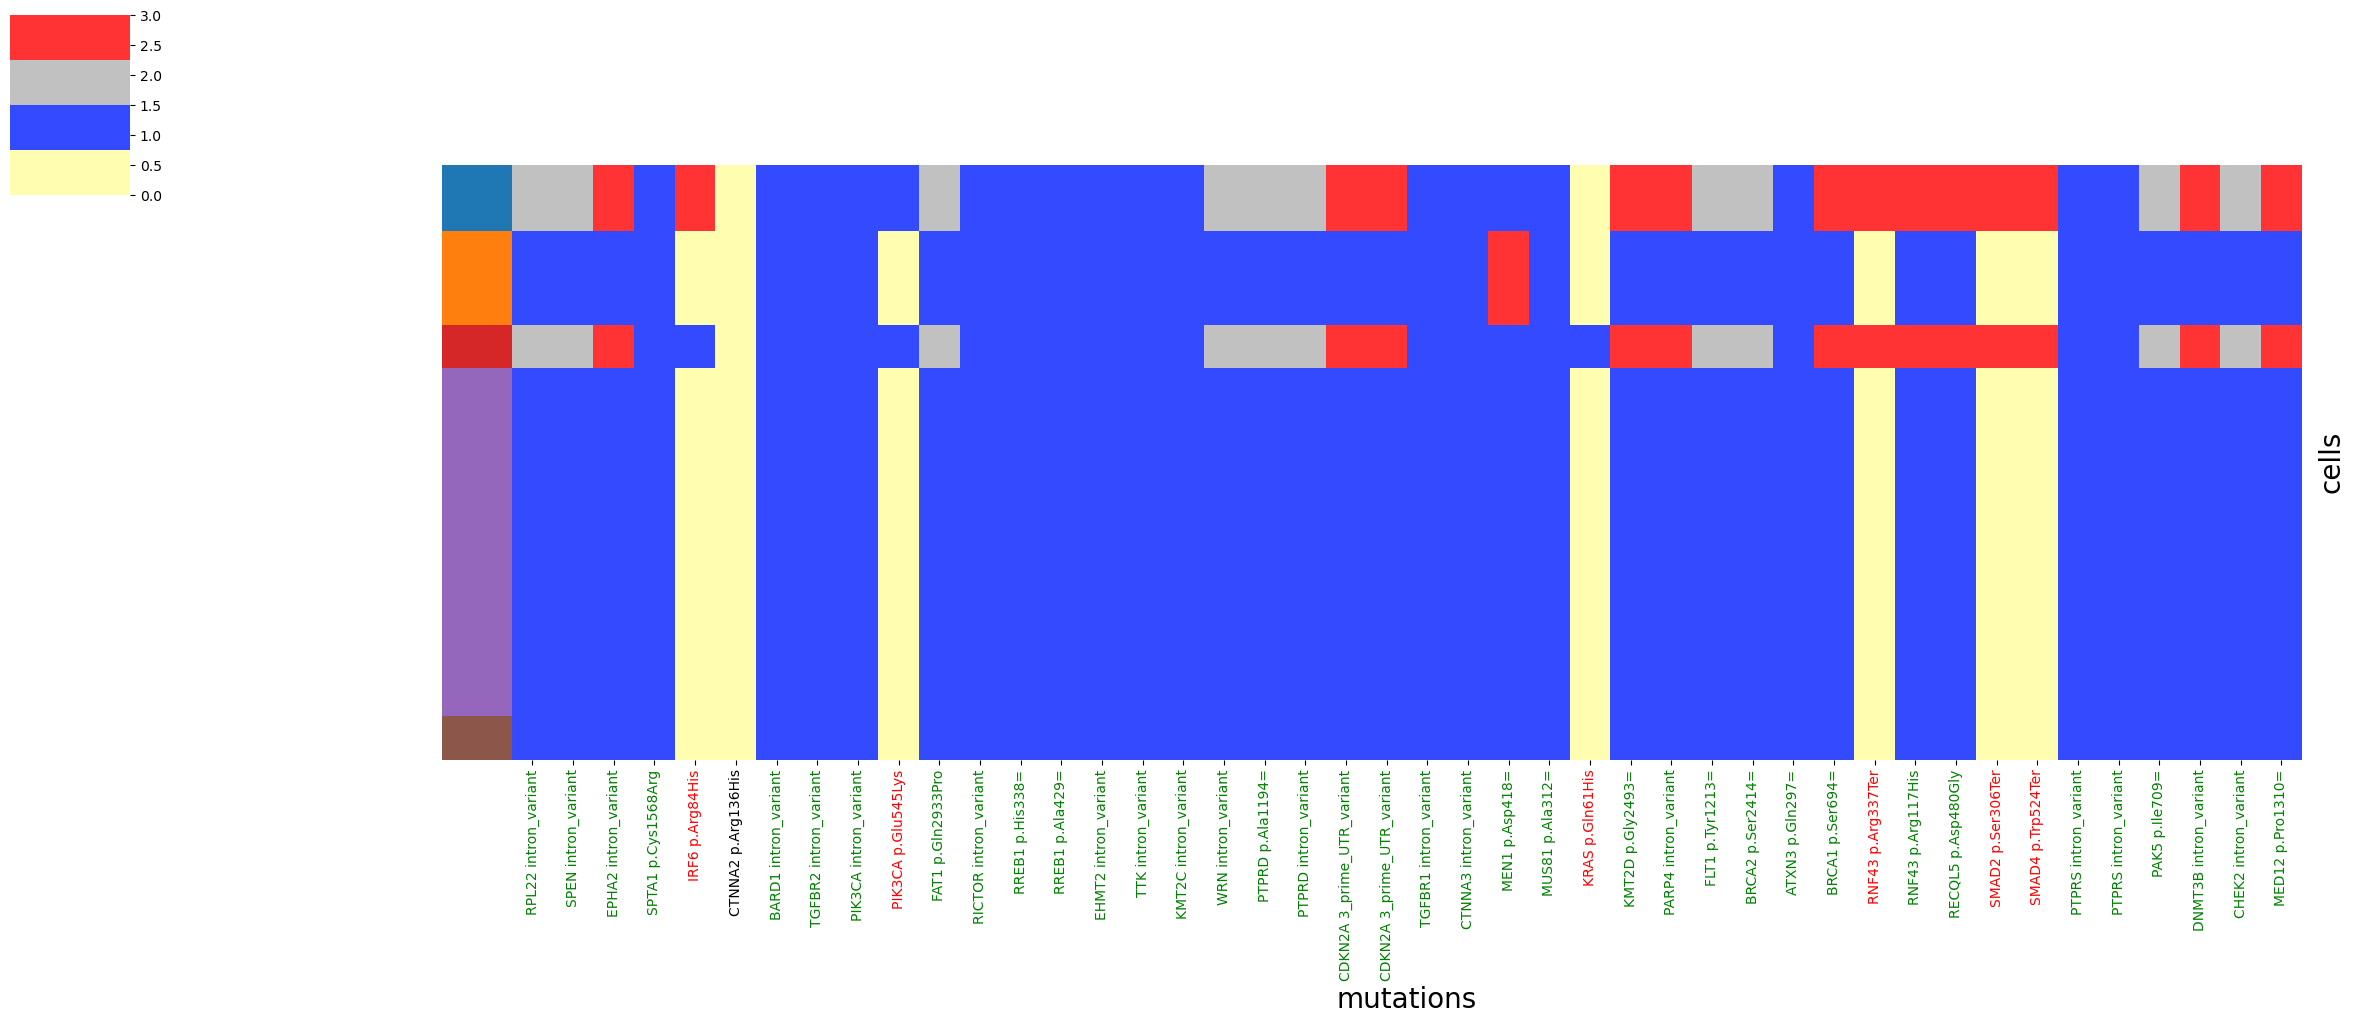 3.0
2.5
2.0
1.5
1.0
0.5
0.0
cells
RPL22 intron_variant
SPEN intron_variant
EPHA2 intron_variant
SPTA1 p.Cys1568Arg
IRF6 p.Arg84His
CTNNA2 p.Arg136His
BARD1 intron_variant
TGFBR2 intron_variant
PIK3CA intron_variant
PIK3CA p.Glu545Lys
FAT1 p.Gln2933Pro
RICTOR intron_variant
RREB1 p.His338=
RREB1 p.Ala429=
EHMT2 intron_variant
TTK intron_variant
KMT2C intron_variant
WRN intron_variant
PTPRD p.Ala1194=
PTPRD intron_variant
CDKN2A 3_prime_UTR_variant
CDKN2A 3_prime_UTR_variant
TGFBR1 intron_variant
CTNNA3 intron_variant
MEN1 p.Asp418=
MUS81 p.Ala312=
KRAS p.Gln61His
KMT2D p.Gly2493=
PARP4 intron_variant
FLT1 p.Tyr1213=
BRCA2 p.Ser2414=
ATXN3 p.Gln297=
BRCA1 p.Ser694=
RNF43 p.Arg337Ter
RNF43 p.Arg117His
RECQL5 p.Asp480Gly
SMAD2 p.Ser306Ter
SMAD4 p.Trp524Ter
PTPRS intron_variant
PTPRS intron_variant
PAK5 p.Ile709=
DNMT3B intron_variant
CHEK2 intron_variant
MED12 p.Pro1310=
mutations